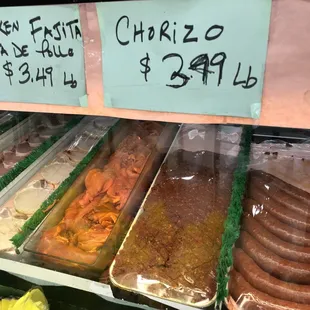 KEN FAJITA
A DE POLLO
$3.49 LB
CHORIZO
$3.99 Lb